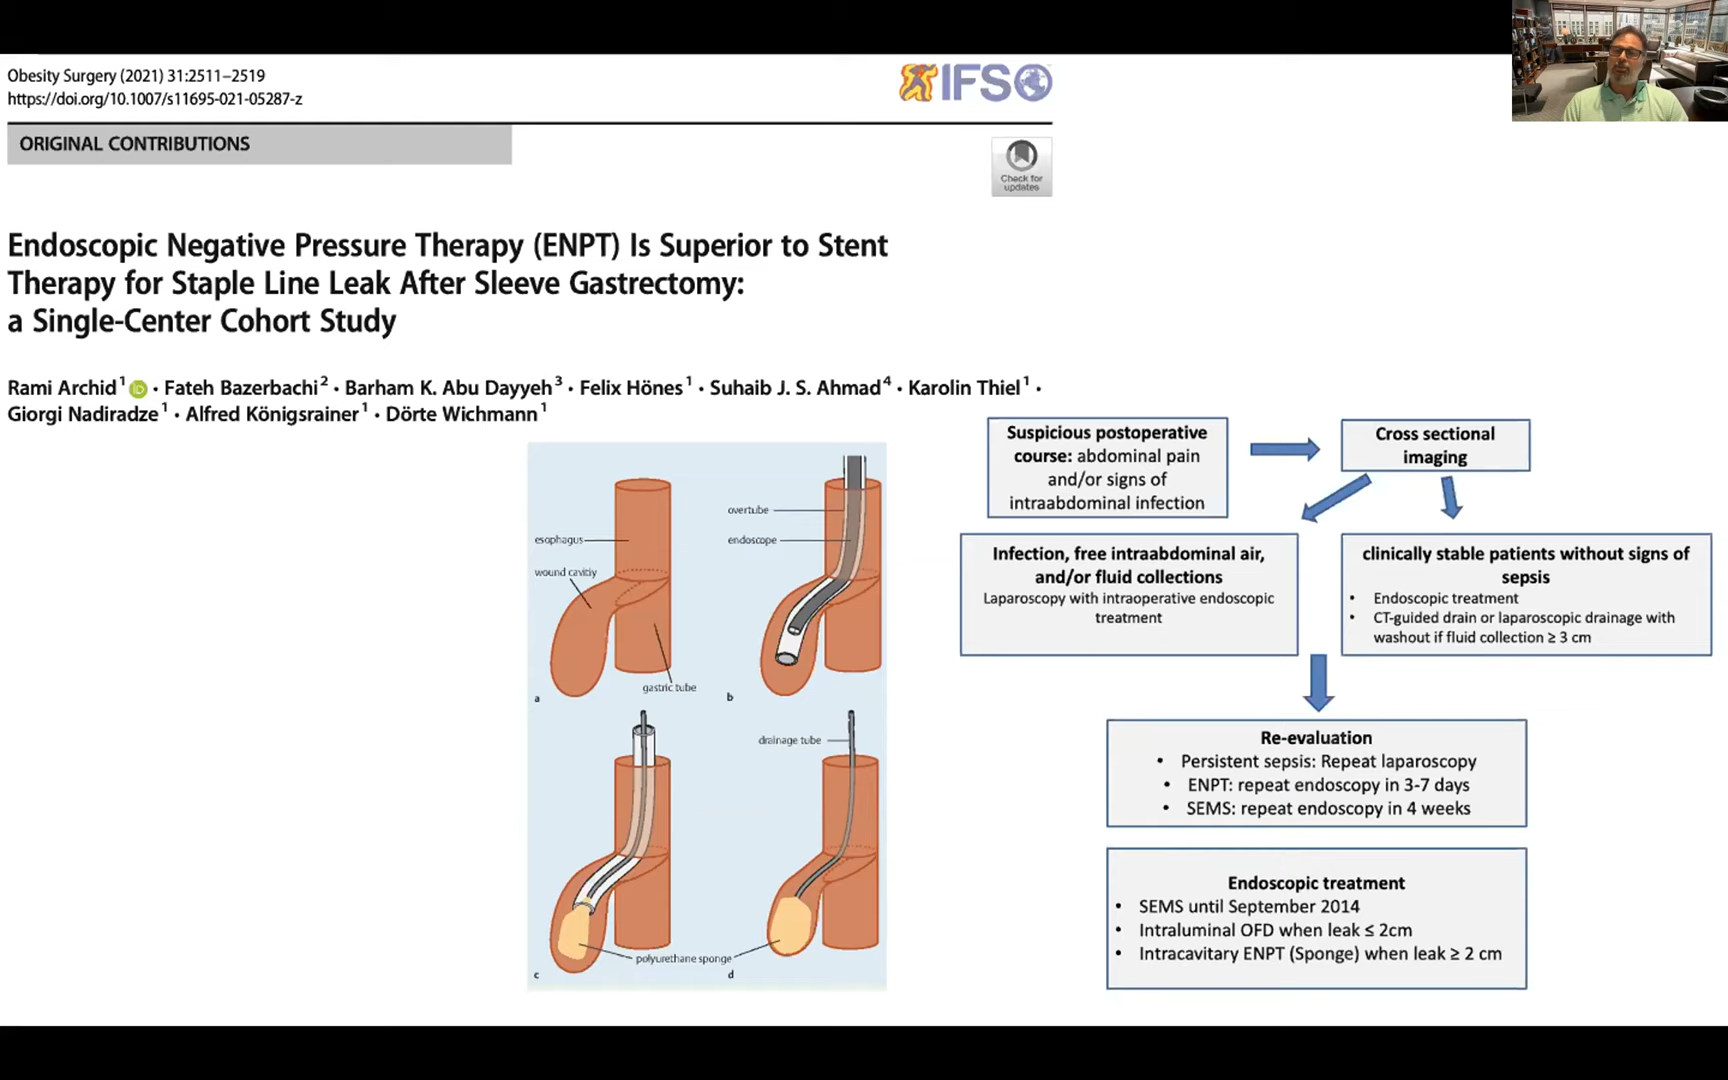 Obesity Surgery (2021) 31:2511–2519
https://doi.org/10.1007/s11695-021-05287-z
IFSO
ORIGINAL CONTRIBUTIONS
Check for
updates
Endoscopic Negative Pressure Therapy (ENPT) Is Superior to Stent
Therapy for Staple Line Leak After Sleeve Gastrectomy:
a Single-Center Cohort Study
Rami Archid 1 iD · Fateh Bazerbachi 2 · Barham K. Abu Dayyeh 3 · Felix Hönes 1 · Suhaib J. S. Ahmad 4 · Karolin Thiel 1 ·
Giorgi Nadiradze 1 · Alfred Königsrainer 1 · Dörte Wichmann 1
esophagus
wound cavitiy
gastric tube
a
overtube
endoscope
b
c
polyurethane sponge
drainage tube
d
Suspicious postoperative
course: abdominal pain
and/or signs of
intraabdominal infection
Cross sectional
imaging
Infection, free intraabdominal air,
and/or fluid collections
Laparoscopy with intraoperative endoscopic
treatment
clinically stable patients without signs of
sepsis
• Endoscopic treatment
• CT-guided drain or laparoscopic drainage with
washout if fluid collection ≥ 3 cm
Re-evaluation
• Persistent sepsis: Repeat laparoscopy
• ENPT: repeat endoscopy in 3-7 days
• SEMS: repeat endoscopy in 4 weeks
Endoscopic treatment
• SEMS until September 2014
• Intraluminal OFD when leak ≤ 2cm
• Intracavitary ENPT (Sponge) when leak ≥ 2 cm